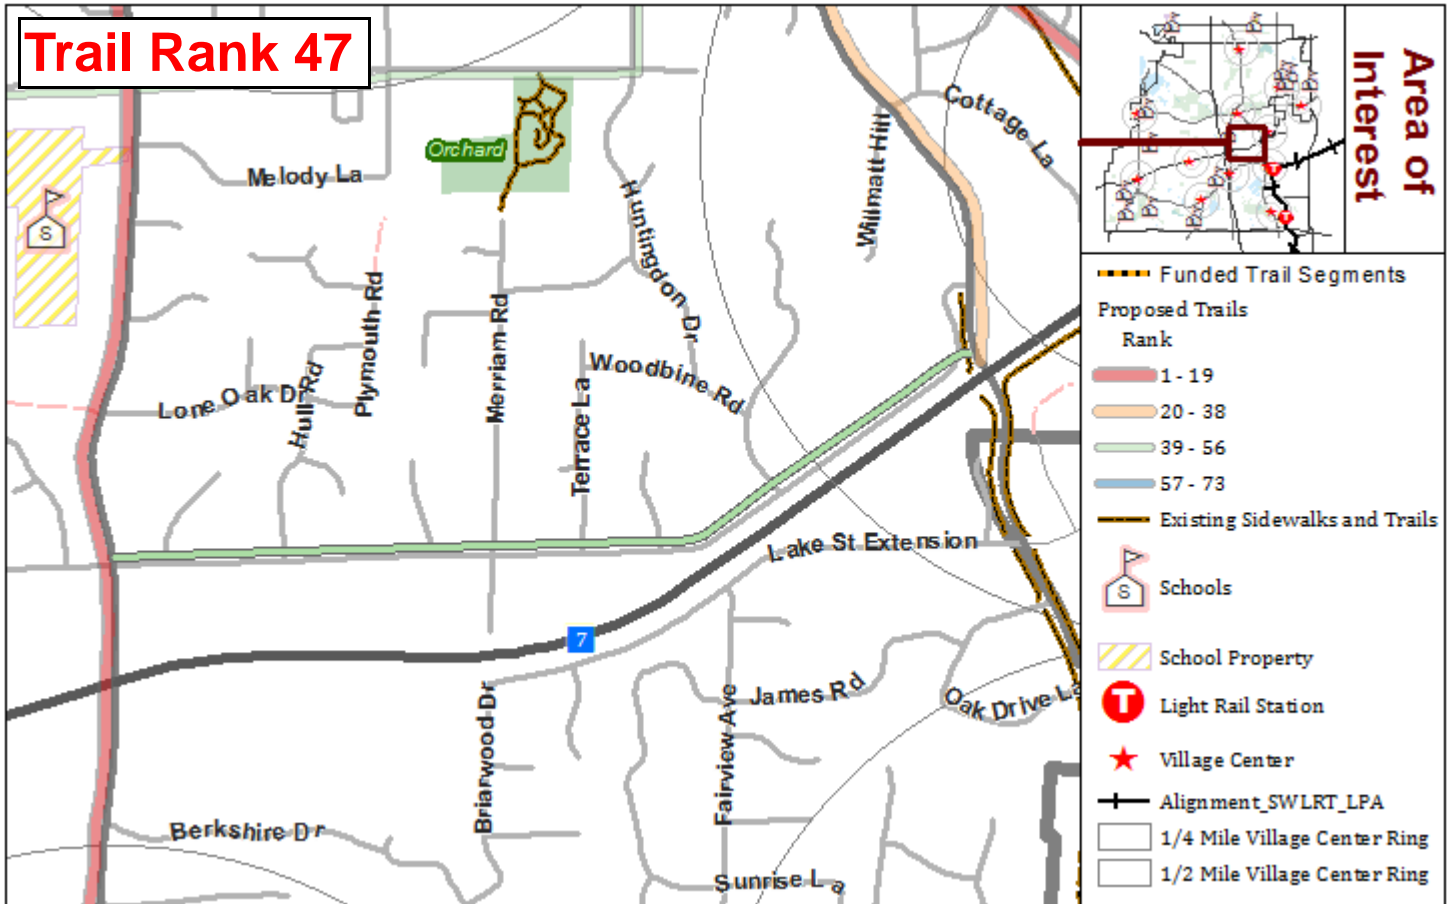 Trail Rank 47
Orchard
Melody La
Cottage La
Willmatt Hill
Huntingdon Dr
S
Plymouth Rd
Merriam Rd
Woodbine Rd
Lone Oak Dr
Hull Rd
Terrace La
Lake St Extension
7
James Rd
Oak Drive La
Briarwood Dr
Fairview Ave
Berkshire Dr
Sunrise La
Area of
Interest
Funded Trail Segments
Proposed Trails
Rank
1 - 19
20 - 38
39 - 56
57 - 73
Existing Sidewalks and Trails
S
Schools
School Property
T
Light Rail Station
Village Center
Alignment_SWLRT_LPA
1/4 Mile Village Center Ring
1/2 Mile Village Center Ring